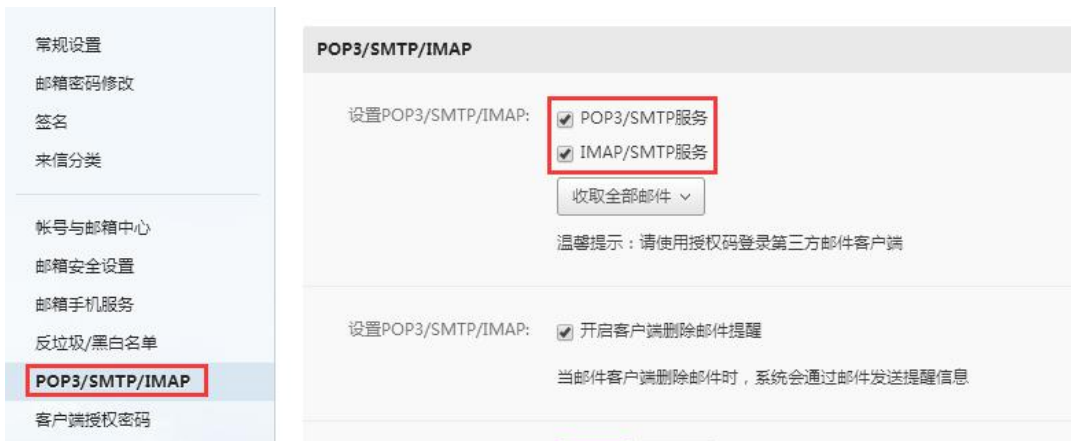 常规设置
邮箱密码修改
签名
来信分类
帐号与邮箱中心
邮箱安全设置
邮箱手机服务
反垃圾/黑白名单
POP3/SMTP/IMAP
客户端授权密码
POP3/SMTP/IMAP
设置POP3/SMTP/IMAP: POP3/SMTP服务
IMAP/SMTP服务
收取全部邮件
温馨提示：请使用授权码登录第三方邮件客户端
设置POP3/SMTP/IMAP: 开启客户端删除邮件提醒
当邮件客户端删除邮件时，系统会通过邮件发送提醒信息